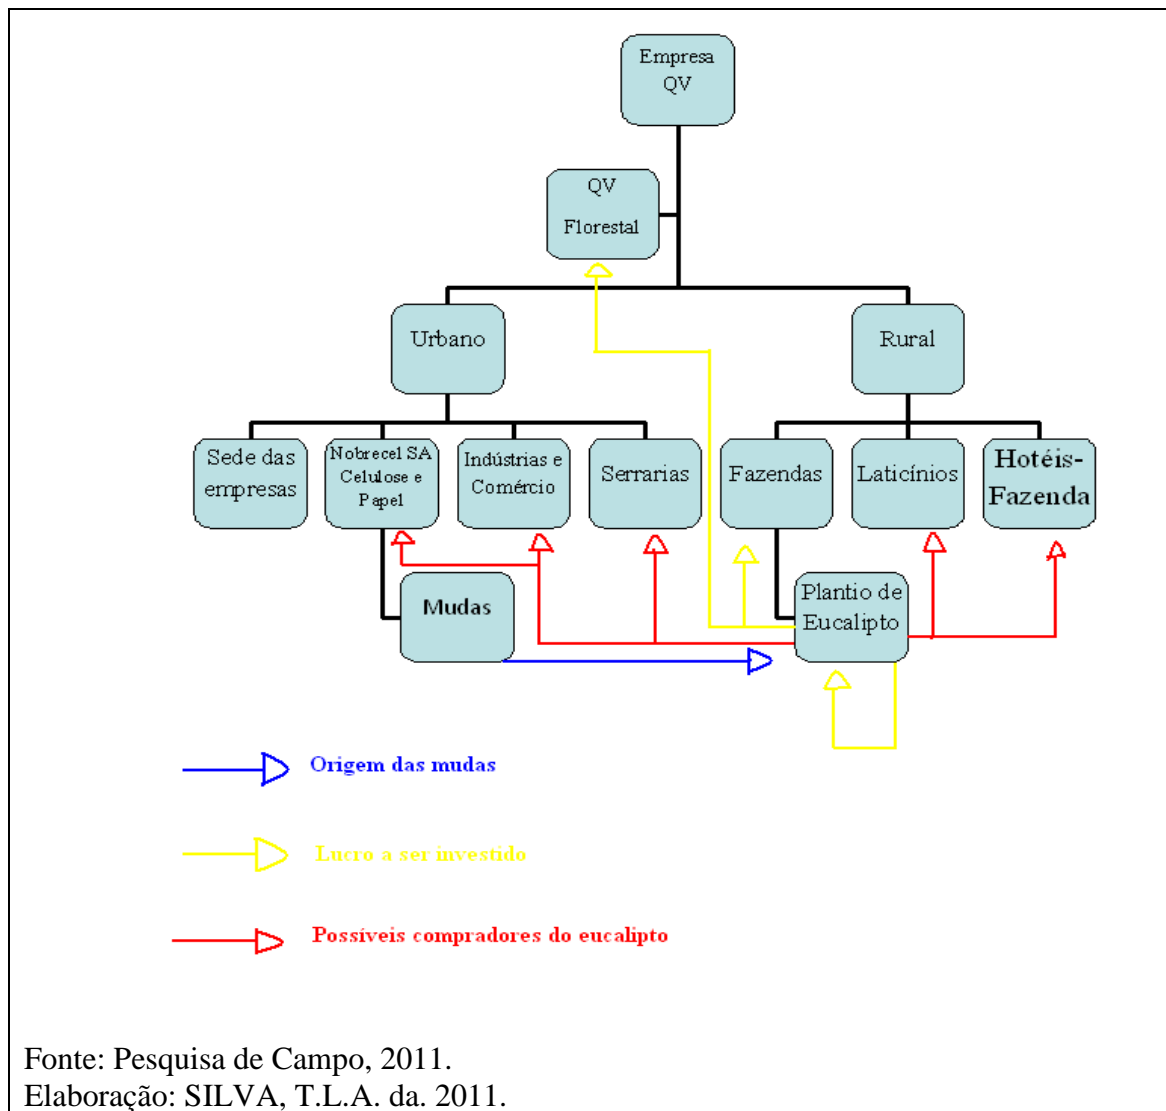 Empresa
QV
QV
Florestal
Urbano
Rural
Sede das
empresas
Nobrecel SA
Celulose e
Papel
Indústrias e
Comércio
Serrarias
Fazendas
Laticínios
Hotéis-
Fazenda
Mudas
Plantio de
Eucalipto
Origem das mudas
Lucro a ser investido
Possíveis compradores do eucalipto
Fonte: Pesquisa de Campo, 2011.
Elaboração: SILVA, T.L.A. da. 2011.